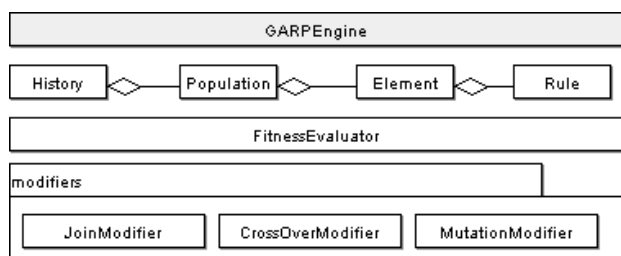 GARPEngine
History Population Element Rule
FitnessEvaluator
modifiers
JoinModifier CrossOverModifier MutationModifier